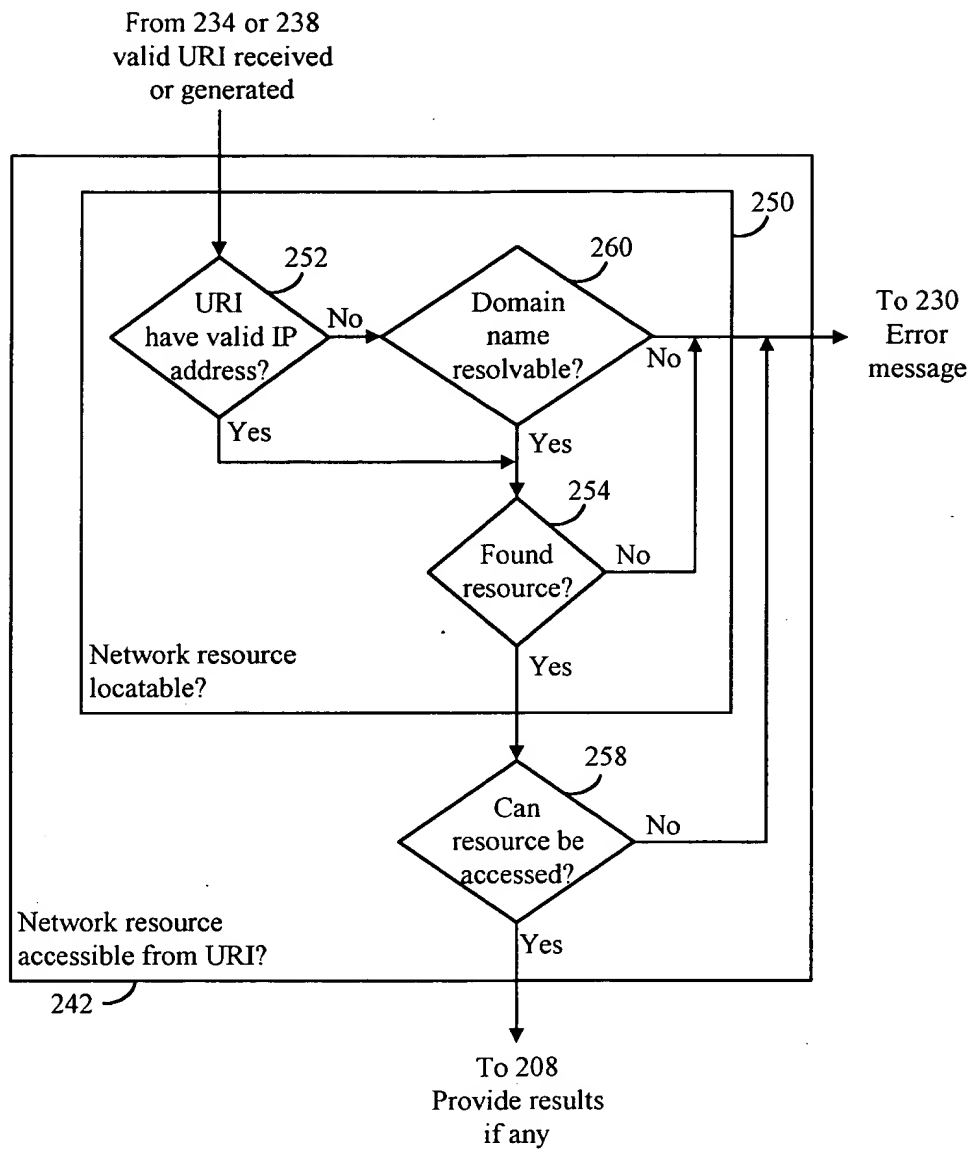 From 234 or 238
valid URI received
or generated
250
252
260
URI
have valid IP
address?
No
Domain
name
resolvable?
No
To 230
Error
message
Yes
Yes
254
Found
resource?
No
Network resource
locatable?
Yes
258
Can
resource be
accessed?
No
Network resource
accessible from URI?
Yes
242
To 208
Provide results
if any